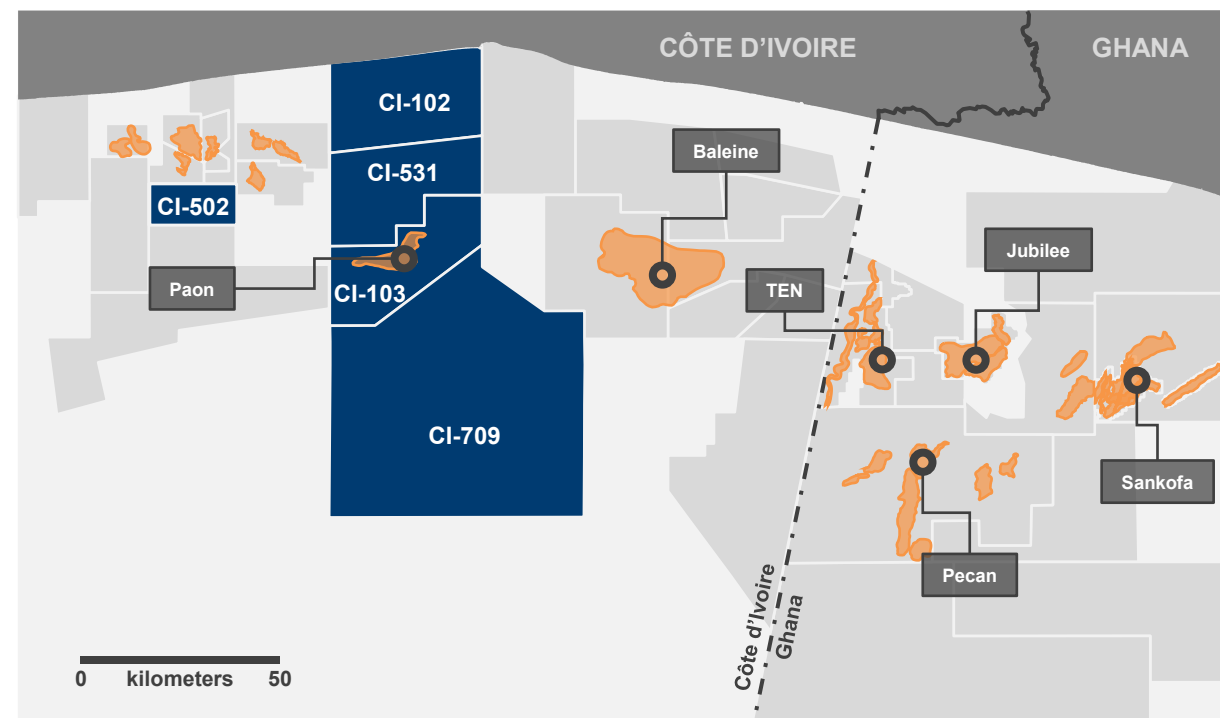 CÔTE D'IVOIRE
GHANA
CI-102
Baleine
CI-531
CI-502
Jubilee
Paon
CI-103
TEN
CI-709
Sankofa
Pecan
Côte d'Ivoire
Ghana
0 kilometers 50